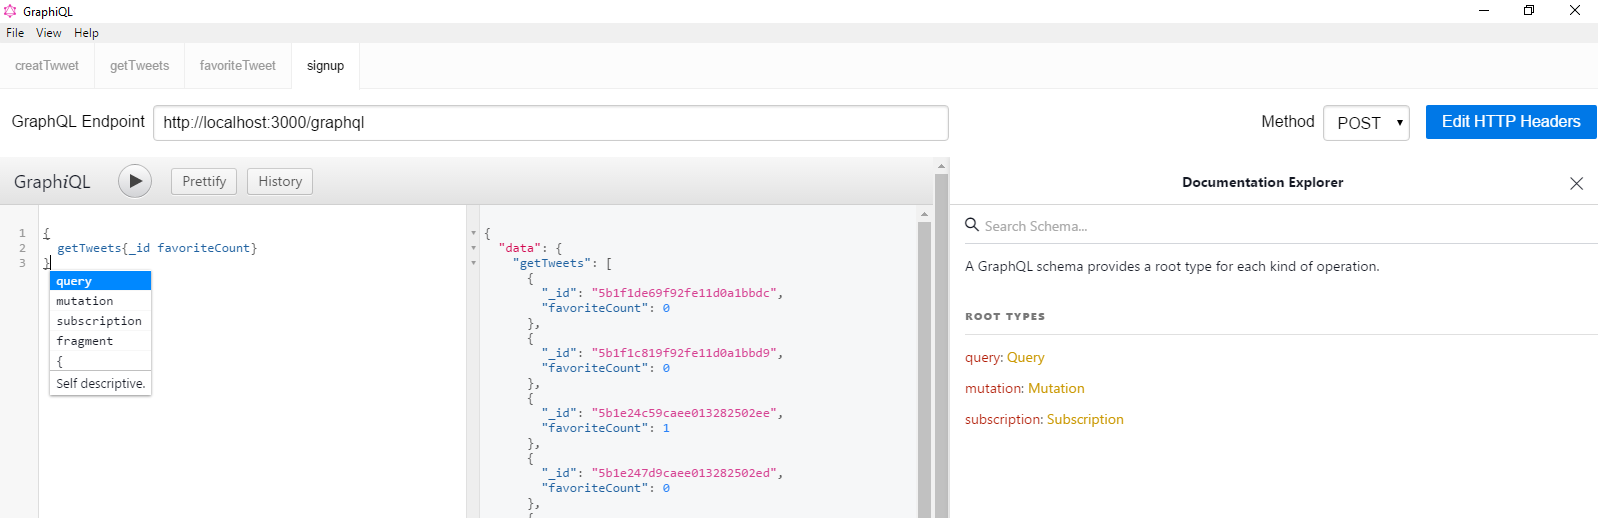 GraphiQL
File View Help
creatTwwet getTweets favoriteTweet signup
GraphQL Endpoint http://localhost:3000/graphql Method POST Edit HTTP Headers
GraphiQL Prettify History
1 {
2 getTweets{_id favoriteCount}
3 }
query
mutation
subscription
fragment
{
Self descriptive.
{
"data": {
"getTweets": [
{
"_id": "5b1f1de69f92fe11d0a1bbdc",
"favoriteCount": 0
},
{
"_id": "5b1f1c819f92fe11d0a1bbd9",
"favoriteCount": 0
},
{
"_id": "5b1e24c59caee013282502ee",
"favoriteCount": 1
},
{
"_id": "5b1e247d9caee013282502ed",
"favoriteCount": 0
},
{
Documentation Explorer
Search Schema...
A GraphQL schema provides a root type for each kind of operation.
ROOT TYPES
query: Query
mutation: Mutation
subscription: Subscription